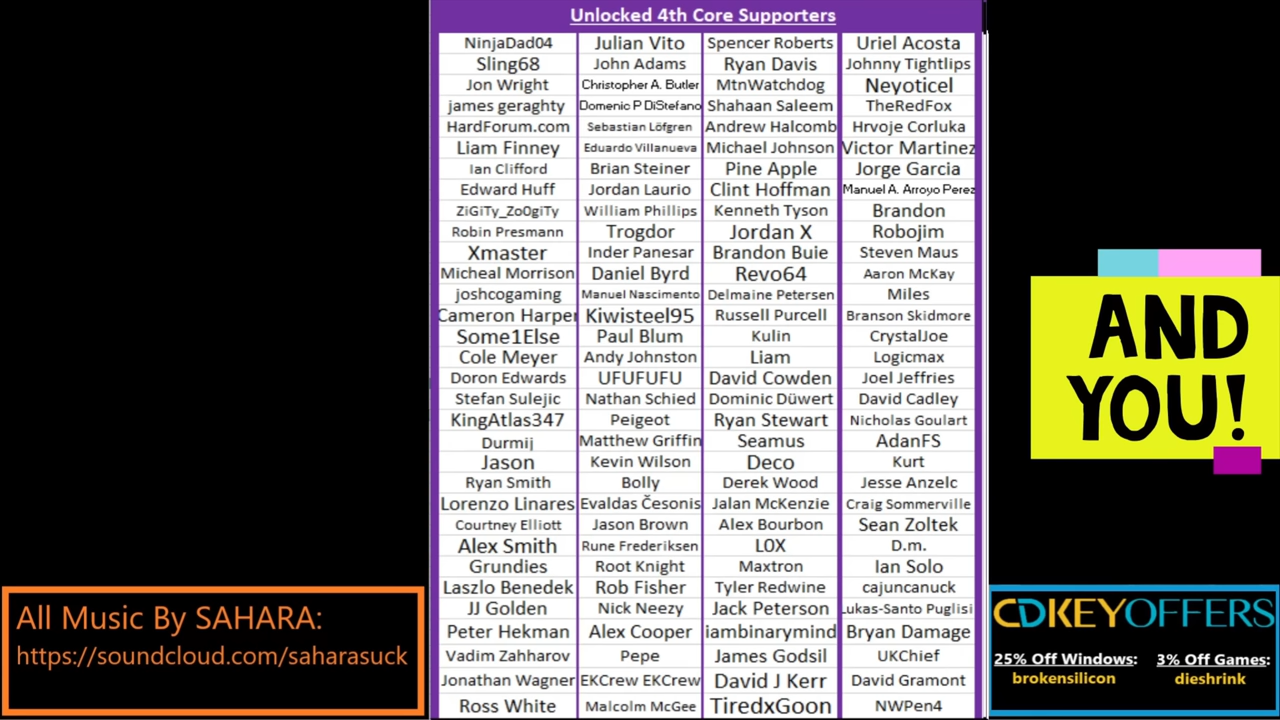 Unlocked 4th Core Supporters
NinjaDad04 Julian Vito Spencer Roberts Uriel Acosta
Sling68 John Adams Ryan Davis Johnny Tightlips
Jon Wright Christopher A. Butler MtnWatchdog Neyoticel
james geraghty Domenic P DiStefano Shahaan Saleem TheRedFox
HardForum.com Sebastian Löfgren Andrew Halcomb Hrvoje Corluka
Liam Finney Eduardo Villanueva Michael Johnson Victor Martinez
Ian Clifford Brian Steiner Pine Apple Jorge Garcia
Edward Huff Jordan Laurio Clint Hoffman Manuel A. Arroyo Perez
ZiGiTy_Zo0giTy William Phillips Kenneth Tyson Brandon
Robin Presmann Trogdor Jordan X Robojim
Xmaster Inder Panesar Brandon Buie Steven Maus
Micheal Morrison Daniel Byrd Revo64 Aaron McKay
joshcogaming Manuel Nascimento Delmaine Petersen Miles
Cameron Harper Kiwisteel95 Russell Purcell Branson Skidmore
Some1Else Paul Blum Kulin CrystalJoe
Cole Meyer Andy Johnston Liam Logicmax
Doron Edwards UFUFUFU David Cowden Joel Jeffries
Stefan Sulejic Nathan Schied Dominic Düwert David Cadley
KingAtlas347 Peigeot Ryan Stewart Nicholas Goulart
Durmij Matthew Griffin Seamus AdanFS
Jason Kevin Wilson Deco Kurt
Ryan Smith Bolly Derek Wood Jesse Anzelc
Lorenzo Linares Evaldas Česonis Jalan McKenzie Craig Sommerville
Courtney Elliott Jason Brown Alex Bourbon Sean Zoltek
Alex Smith Rune Frederiksen L0X D.m.
Grundies Root Knight Maxtron Ian Solo
Laszlo Benedek Rob Fisher Tyler Redwine cajuncanuck
JJ Golden Nick Neezy Jack Peterson Lukas-Santo Puglisi
Peter Hekman Alex Cooper iambinarymind Bryan Damage
Vadim Zahharov Pepe James Godsil UKChief
Jonathan Wagner EKCrew EKCrew David J Kerr David Gramont
Ross White Malcolm McGee TiredxGoon NWPen4
AND
YOU!
All Music By SAHARA:
https://soundcloud.com/saharasuck
CDKEYOFFERS
25% Off Windows: 3% Off Games:
brokensilicon dieshrink